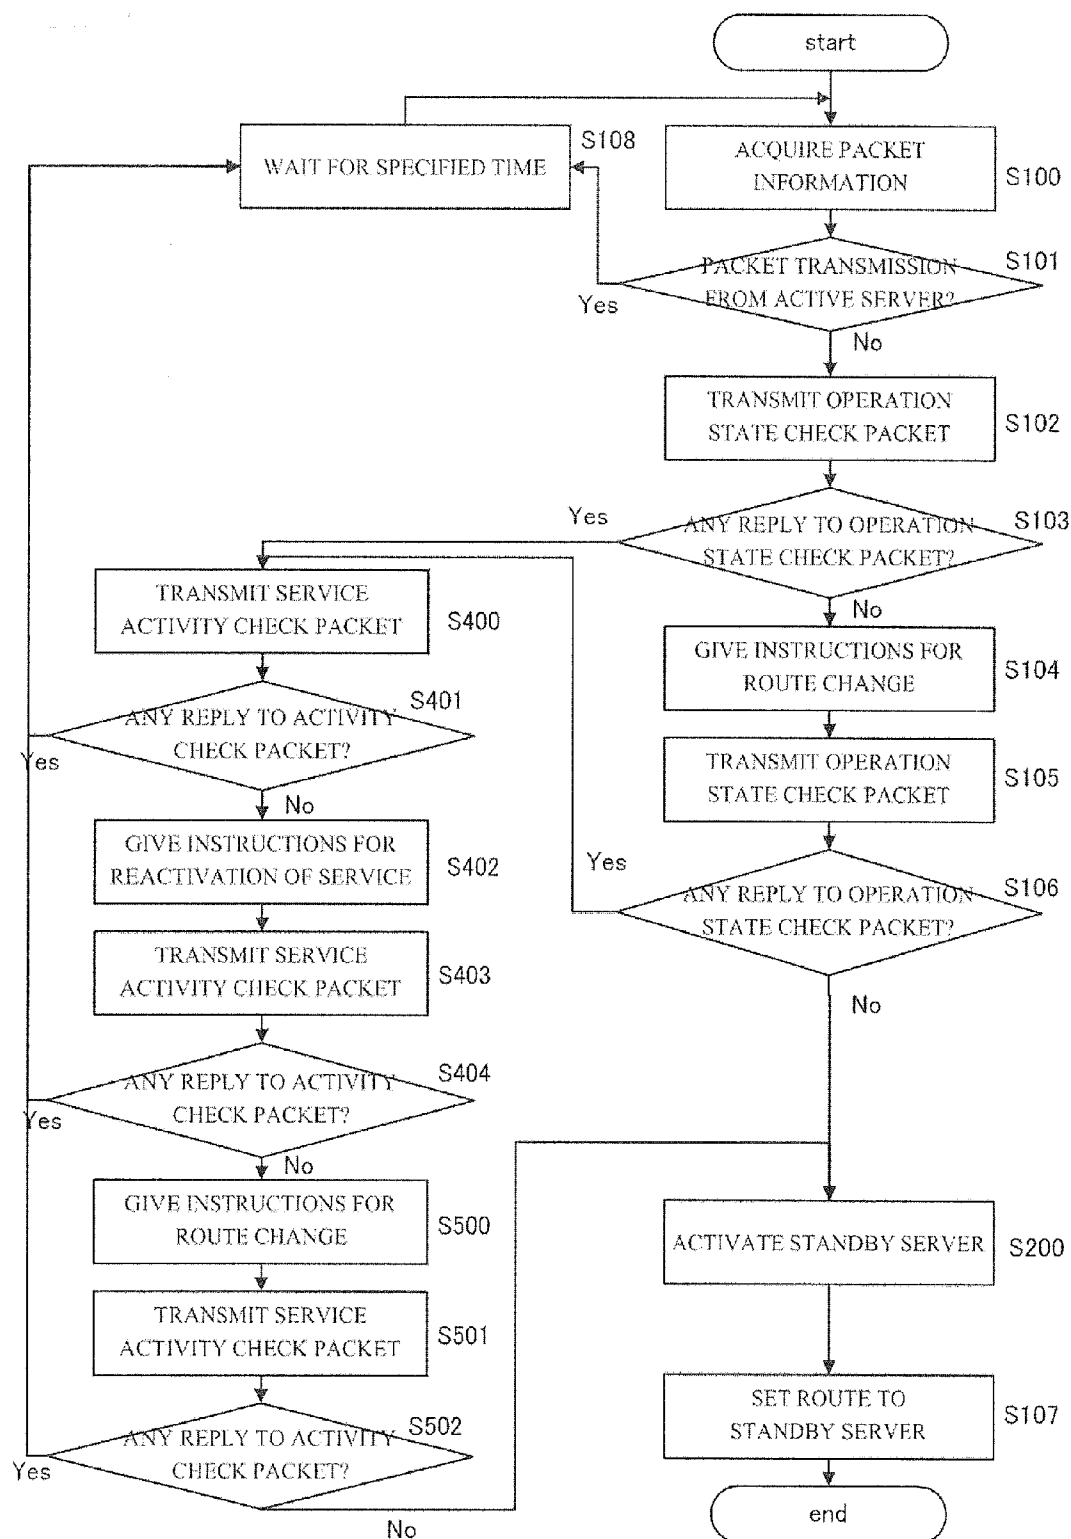 start
S108
WAIT FOR SPECIFIED TIME
ACQUIRE PACKET
INFORMATION
S100
PACKET TRANSMISSION
FROM ACTIVE SERVER?
S101
Yes
No
TRANSMIT OPERATION
STATE CHECK PACKET
S102
Yes
ANY REPLY TO OPERATION
STATE CHECK PACKET?
S103
No
TRANSMIT SERVICE
ACTIVITY CHECK PACKET
S400
GIVE INSTRUCTIONS FOR
ROUTE CHANGE
S104
ANY REPLY TO ACTIVITY
CHECK PACKET?
S401
Yes
No
TRANSMIT OPERATION
STATE CHECK PACKET
S105
GIVE INSTRUCTIONS FOR
REACTIVATION OF SERVICE
S402
Yes
ANY REPLY TO OPERATION
STATE CHECK PACKET?
S106
No
TRANSMIT SERVICE
ACTIVITY CHECK PACKET
S403
ANY REPLY TO ACTIVITY
CHECK PACKET?
S404
Yes
No
GIVE INSTRUCTIONS FOR
ROUTE CHANGE
S500
ACTIVATE STANDBY SERVER
S200
TRANSMIT SERVICE
ACTIVITY CHECK PACKET
S501
SET ROUTE TO
STANDBY SERVER
S107
ANY REPLY TO ACTIVITY
CHECK PACKET?
S502
Yes
No
end